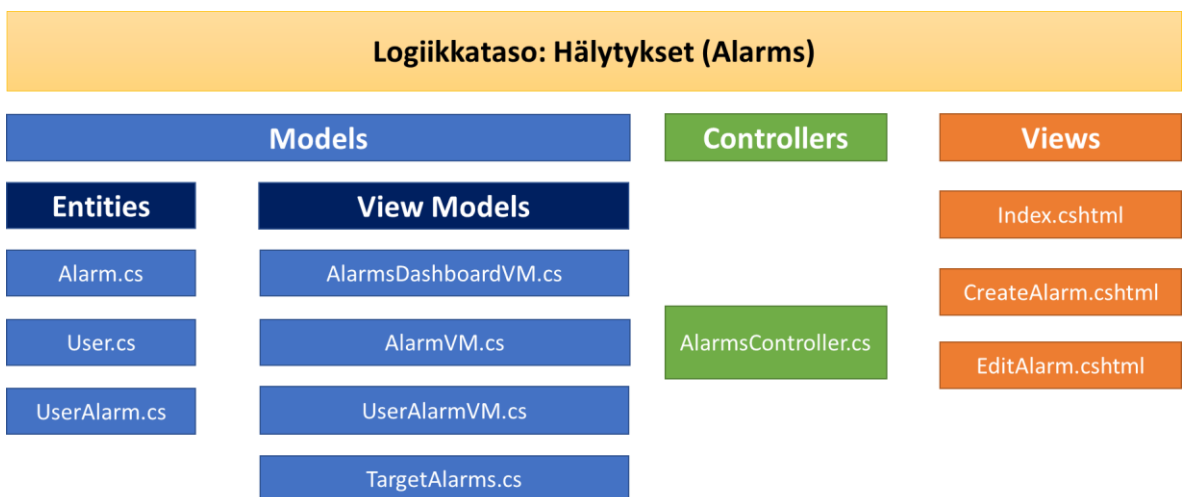 Logiikkataso: Hälytykset (Alarms)
Models
Controllers
Views
Entities
View Models
Index.cshtml
Alarm.cs
AlarmsDashboardVM.cs
CreateAlarm.cshtml
User.cs
AlarmVM.cs
AlarmsController.cs
EditAlarm.cshtml
UserAlarm.cs
UserAlarmVM.cs
TargetAlarms.cs